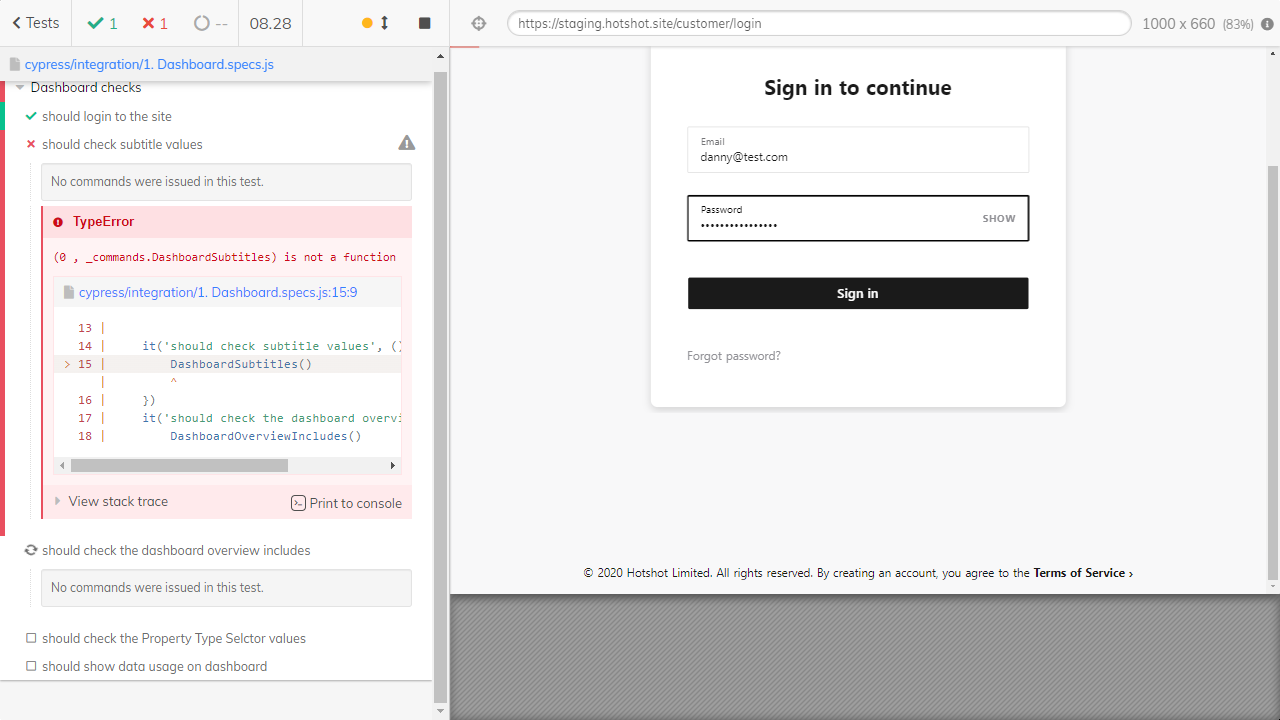 Tests
1
1
--
08.28
https://staging.hotshot.site/customer/login
1000 x 660 (83%)
cypress/integration/1. Dashboard.specs.js
Dashboard checks
should login to the site
should check subtitle values
No commands were issued in this test.
TypeError
(0 , _commands.DashboardSubtitles) is not a function
cypress/integration/1. Dashboard.specs.js:15:9
13 |
14 | it('should check subtitle values', ()
> 15 | DashboardSubtitles()
| ^
16 | })
17 | it('should check the dashboard overvi
18 | DashboardOverviewIncludes()
View stack trace
Print to console
should check the dashboard overview includes
No commands were issued in this test.
should check the Property Type Selctor values
should show data usage on dashboard
Sign in to continue
Email
danny@test.com
Password
••••••••••••••••
SHOW
Sign in
Forgot password?
© 2020 Hotshot Limited. All rights reserved. By creating an account, you agree to the Terms of Service ›